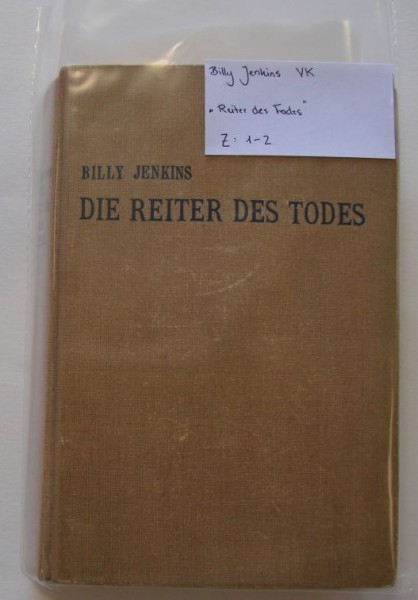 Billy Jenkins VK
"Reiter des Todes"
Z: 1-2
BILLY JENKINS
DIE REITER DES TODES